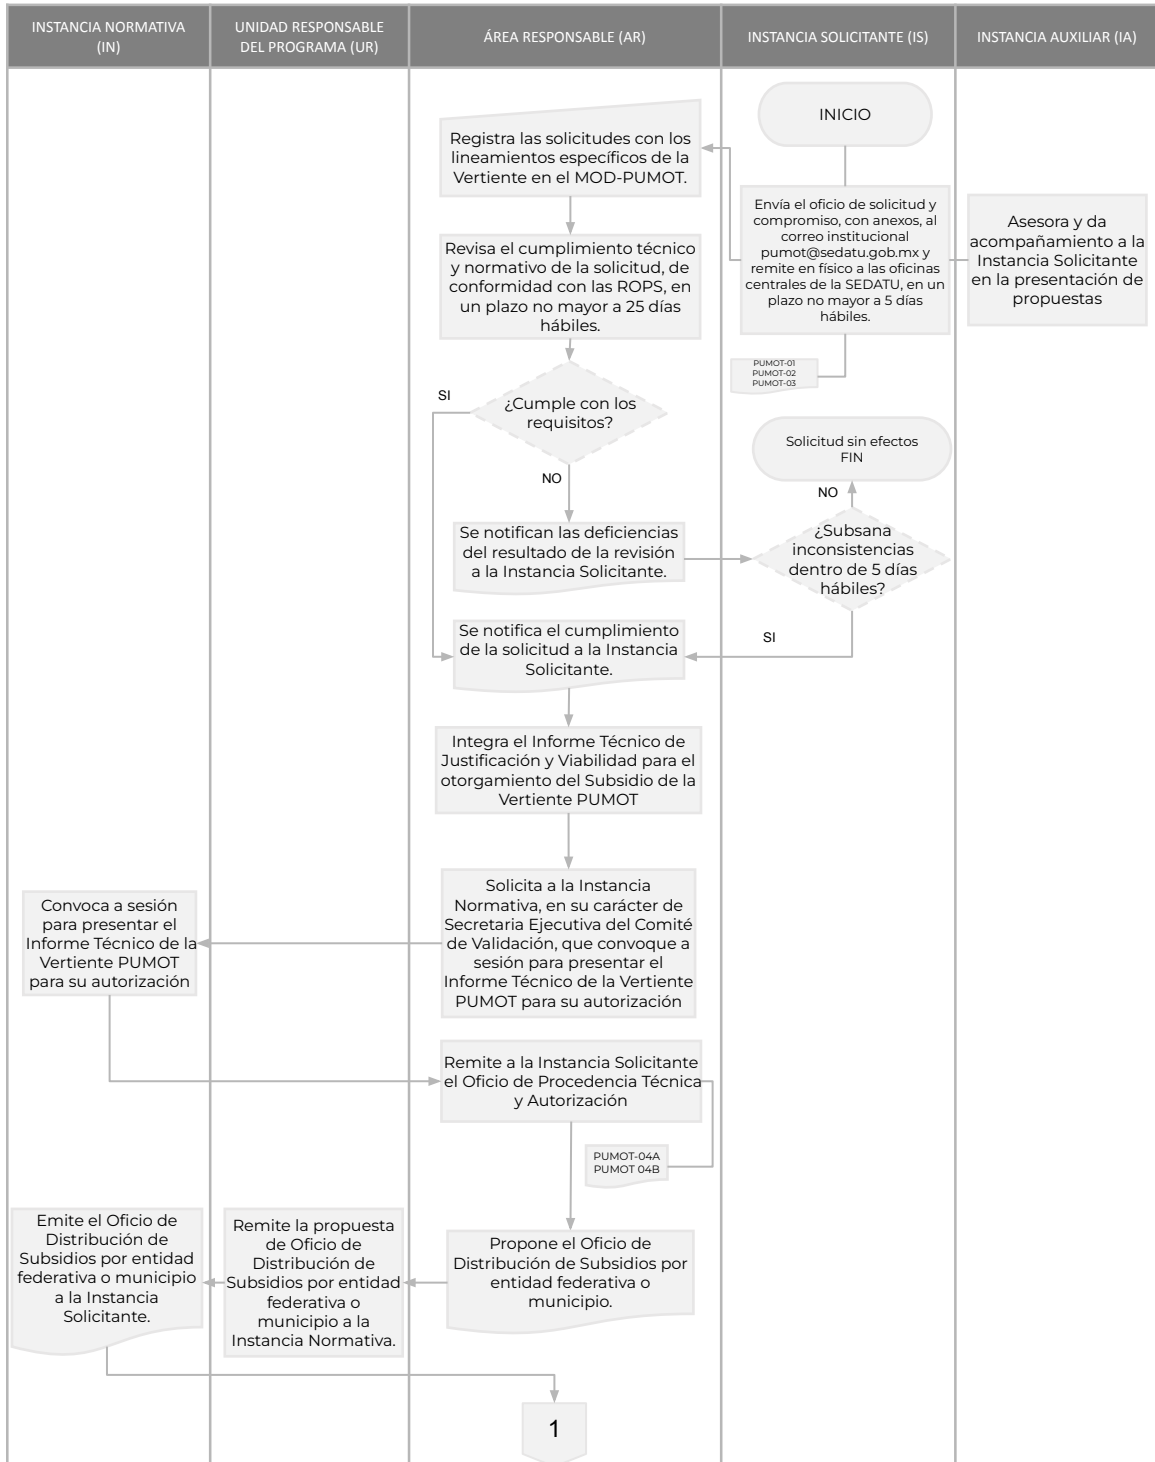 INSTANCIA NORMATIVA
(IN)
UNIDAD RESPONSABLE
DEL PROGRAMA (UR)
ÁREA RESPONSABLE (AR)
INSTANCIA SOLICITANTE (IS)
INSTANCIA AUXILIAR (IA)
INICIO
Registra las solicitudes con los
lineamientos específicos de la
Vertiente en el MOD-PUMOT.
Envía el oficio de solicitud y
compromiso, con anexos, al
correo institucional
pumot@sedatu.gob.mx y
remite en físico a las oficinas
centrales de la SEDATU, en un
plazo no mayor a 5 días
hábiles.
Asesora y da
acompañamiento a la
Instancia Solicitante
en la presentación de
propuestas
Revisa el cumplimiento técnico
y normativo de la solicitud, de
conformidad con las ROPS, en
un plazo no mayor a 25 días
hábiles.
PUMOT-01
PUMOT-02
PUMOT-03
SI
¿Cumple con los
requisitos?
NO
Solicitud sin efectos
FIN
NO
Se notifican las deficiencias
del resultado de la revisión
a la Instancia Solicitante.
¿Subsana
inconsistencias
dentro de 5 días
hábiles?
SI
Se notifica el cumplimiento
de la solicitud a la Instancia
Solicitante.
Integra el Informe Técnico de
Justificación y Viabilidad para el
otorgamiento del Subsidio de la
Vertiente PUMOT
Solicita a la Instancia
Normativa, en su carácter de
Secretaria Ejecutiva del Comité
de Validación, que convoque a
sesión para presentar el
Informe Técnico de la Vertiente
PUMOT para su autorización
Convoca a sesión
para presentar el
Informe Técnico de la
Vertiente PUMOT
para su autorización
Remite a la Instancia Solicitante
el Oficio de Procedencia Técnica
y Autorización
PUMOT-04A
PUMOT 04B
Propone el Oficio de
Distribución de Subsidios por
entidad federativa o
municipio.
Remite la propuesta
de Oficio de
Distribución de
Subsidios por entidad
federativa o
municipio a la
Instancia Normativa.
Emite el Oficio de
Distribución de
Subsidios por entidad
federativa o municipio
a la Instancia
Solicitante.
1